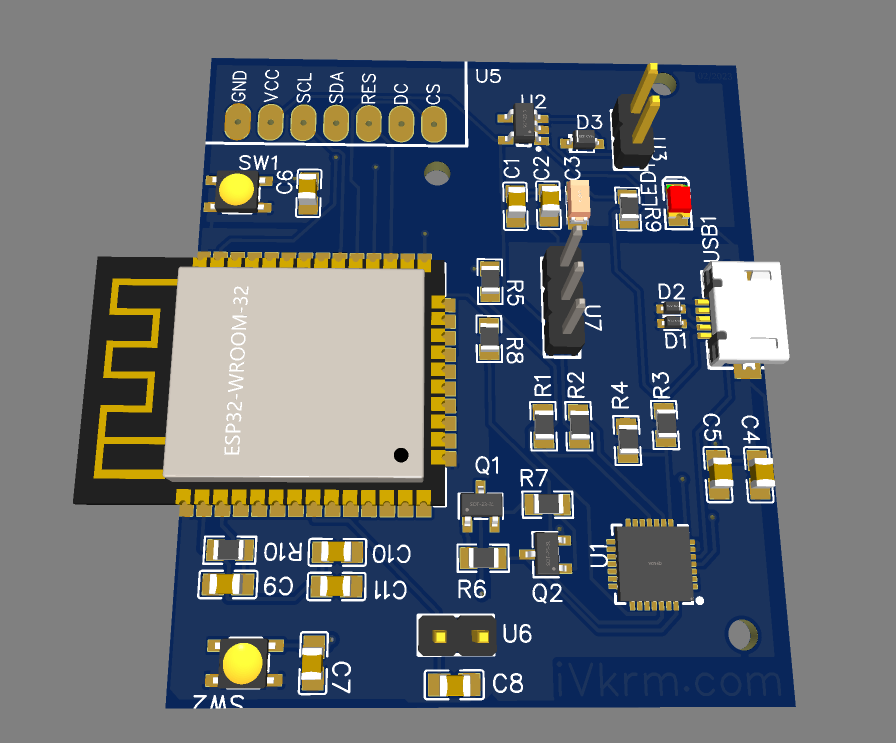 GND
VCC
SCL
SDA
RES
DC
CS
U5
U2
D3
U3
SW1
C6
C1
C2
C3
R9
LED1
USB1
ESP32-WROOM-32
R5
R8
U7
D2
D1
R1
R2
R4
R3
C5
C4
Q1
R7
U1
R10
C10
C9
C11
R6
Q2
U6
SW2
C7
C8
iVkrm.com